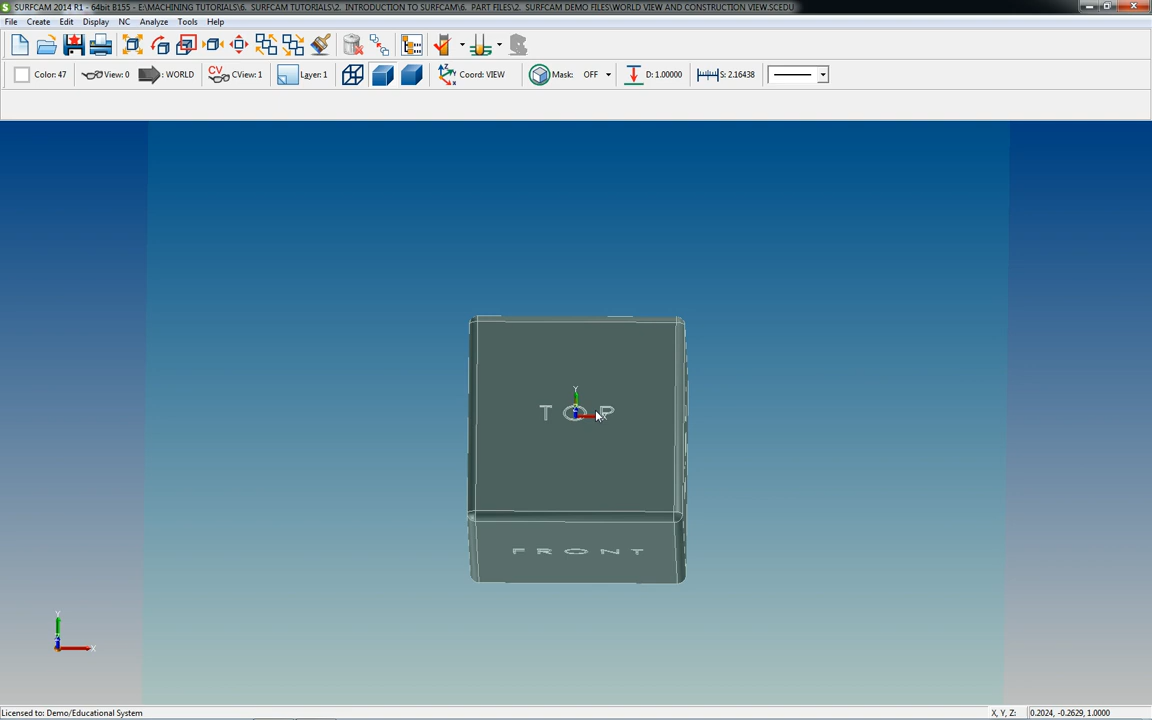 SURFCAM 2014 R1 - 64bit B155 - E:\MACHINING TUTORIALS\6.  SURFCAM TUTORIALS\2.  INTRODUCTION TO SURFCAM\6.  PART FILES\2.  SURFCAM DEMO FILES\WORLD VIEW AND CONSTRUCTION VIEW.SCEDU
File Create Edit Display NC Analyze Tools Help
Color: 47 View: 0 : WORLD CV CView: 1 Layer: 1 Coord: VIEW Mask: OFF D: 1.00000 S: 2.16438
Y
T O P
F R O N T
Y
X
Licensed to: Demo/Educational System X, Y, Z: 0.2024, -0.2629, 1.0000